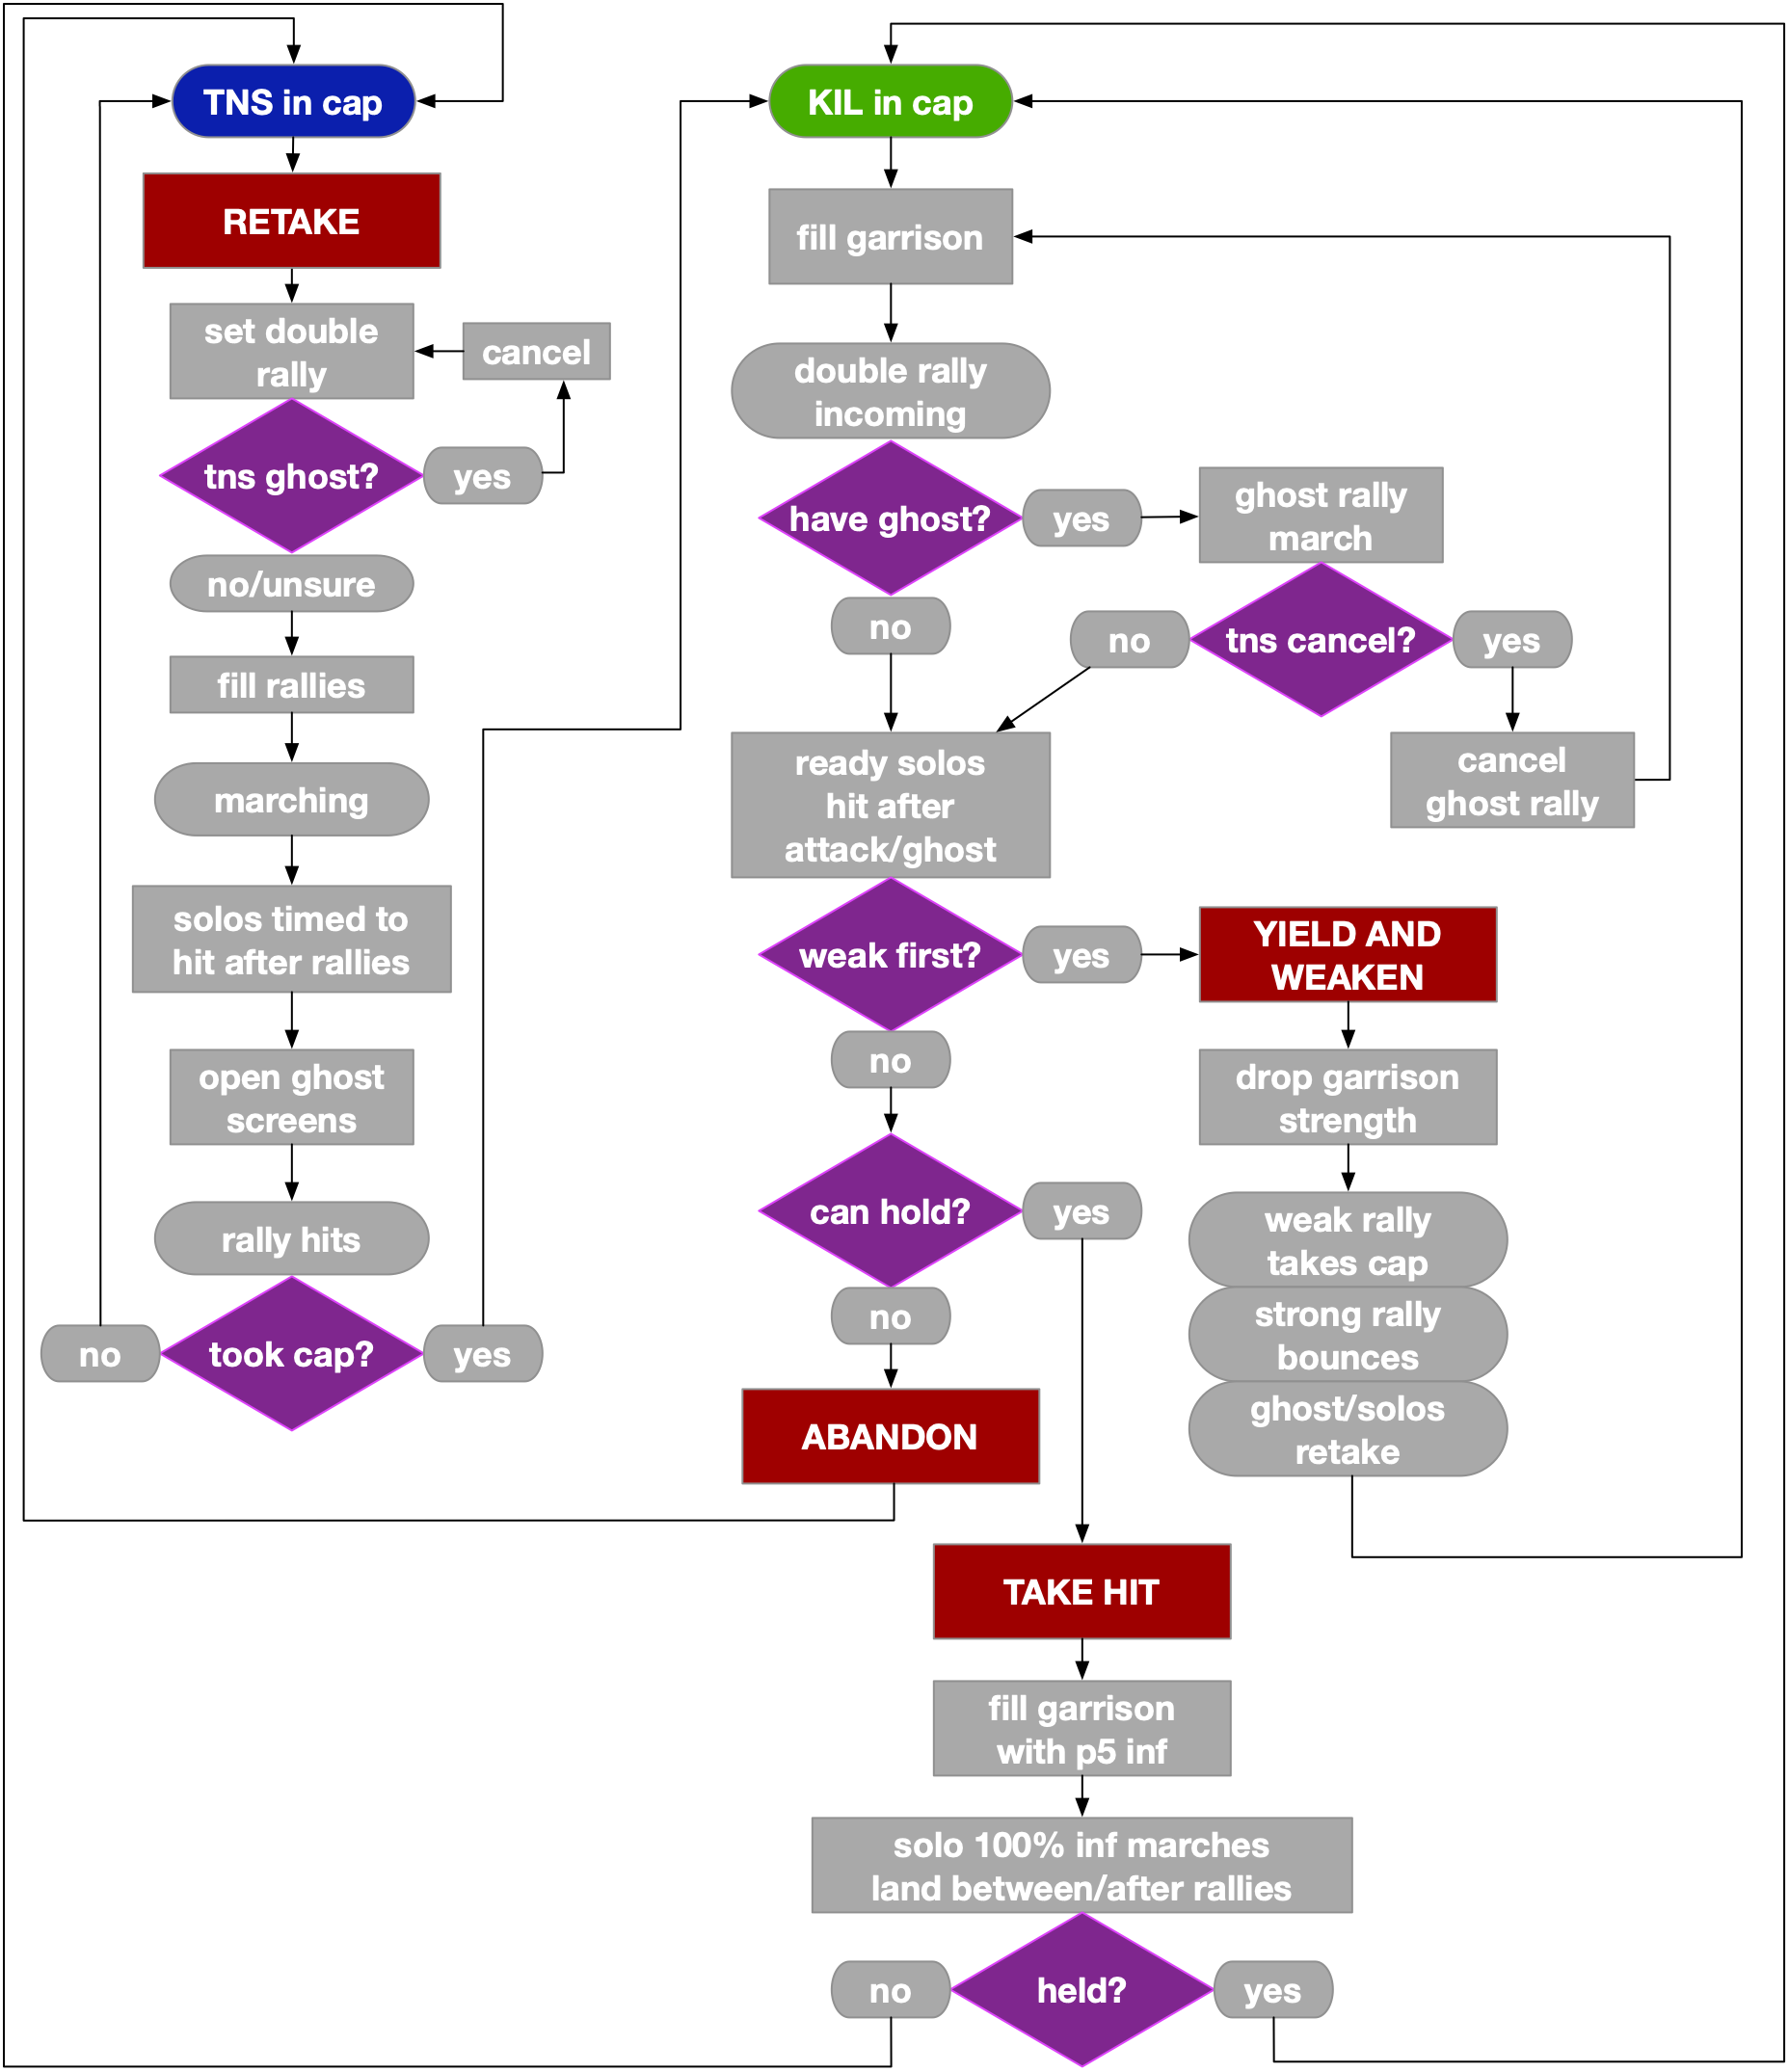 TNS in cap
RETAKE
set double
rally
cancel
tns ghost?
yes
no/unsure
fill rallies
marching
solos timed to
hit after rallies
open ghost
screens
rally hits
no
took cap?
yes
KIL in cap
fill garrison
double rally
incoming
have ghost?
yes
ghost rally
march
no
no
tns cancel?
yes
cancel
ghost rally
ready solos
hit after
attack/ghost
weak first?
yes
YIELD AND
WEAKEN
no
drop garrison
strength
can hold?
yes
weak rally
takes cap
strong rally
bounces
ghost/solos
retake
no
ABANDON
TAKE HIT
fill garrison
with p5 inf
solo 100% inf marches
land between/after rallies
no
held?
yes